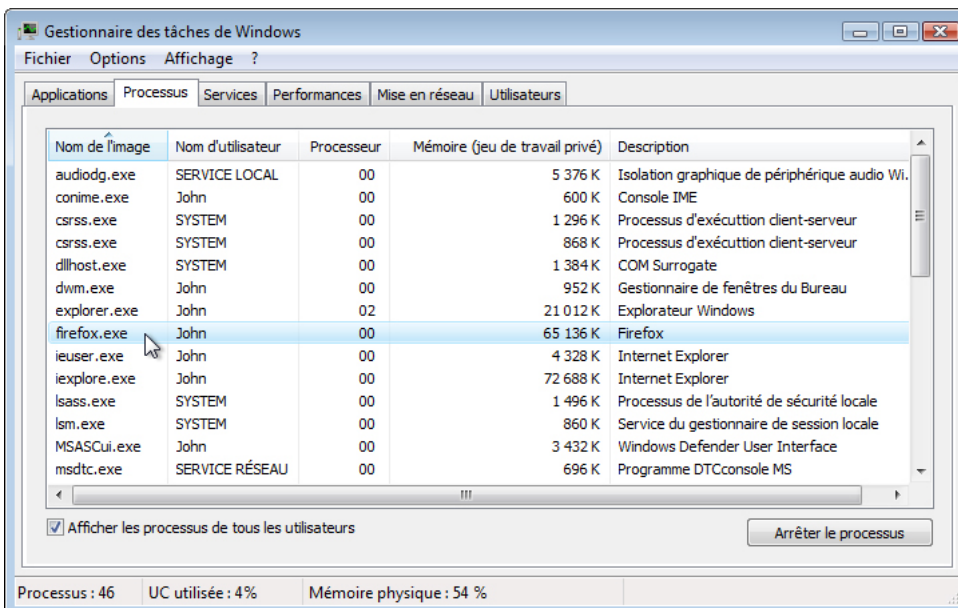 Gestionnaire des tâches de Windows
Fichier Options Affichage ?
Applications Processus Services Performances Mise en réseau Utilisateurs
Nom de l'image Nom d'utilisateur Processeur Mémoire (jeu de travail privé) Description
audiodg.exe SERVICE LOCAL 00 5 376 K Isolation graphique de périphérique audio Wi.
conime.exe John 00 600 K Console IME
csrss.exe SYSTEM 00 1 296 K Processus d'exécuttion client-serveur
csrss.exe SYSTEM 00 868 K Processus d'exécuttion client-serveur
dllhost.exe SYSTEM 00 1 384 K COM Surrogate
dwm.exe John 00 952 K Gestionnaire de fenêtres du Bureau
explorer.exe John 02 21 012 K Explorateur Windows
firefox.exe John 00 65 136 K Firefox
ieuser.exe John 00 4 328 K Internet Explorer
iexplore.exe John 00 72 688 K Internet Explorer
lsass.exe SYSTEM 00 1 496 K Processus de l'autorité de sécurité locale
lsm.exe SYSTEM 00 860 K Service du gestionnaire de session locale
MSASCui.exe John 00 3 432 K Windows Defender User Interface
msdtc.exe SERVICE RÉSEAU 00 696 K Programme DTCconsole MS
Afficher les processus de tous les utilisateurs
Arrêter le processus
Processus : 46 UC utilisée : 4% Mémoire physique : 54 %